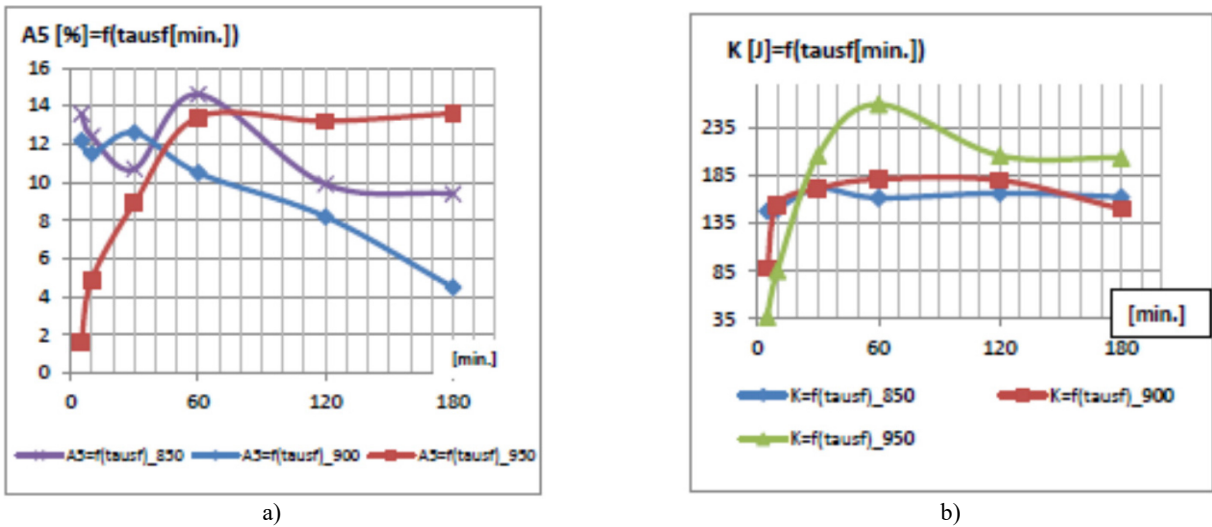 A5 [%]=f(tausf[min.])
16
14
12
10
8
6
4
2
0
0 60 120 180
[min.]
A5=f(tausf)_850 A5=f(tausf)_900 A5=f(tausf)_950
a)
K [J]=f(tausf[min.])
235
185
135
85
35
0 60 120 180
[min.]
K=f(tausf)_850 K=f(tausf)_900
K=f(tausf)_950
b)